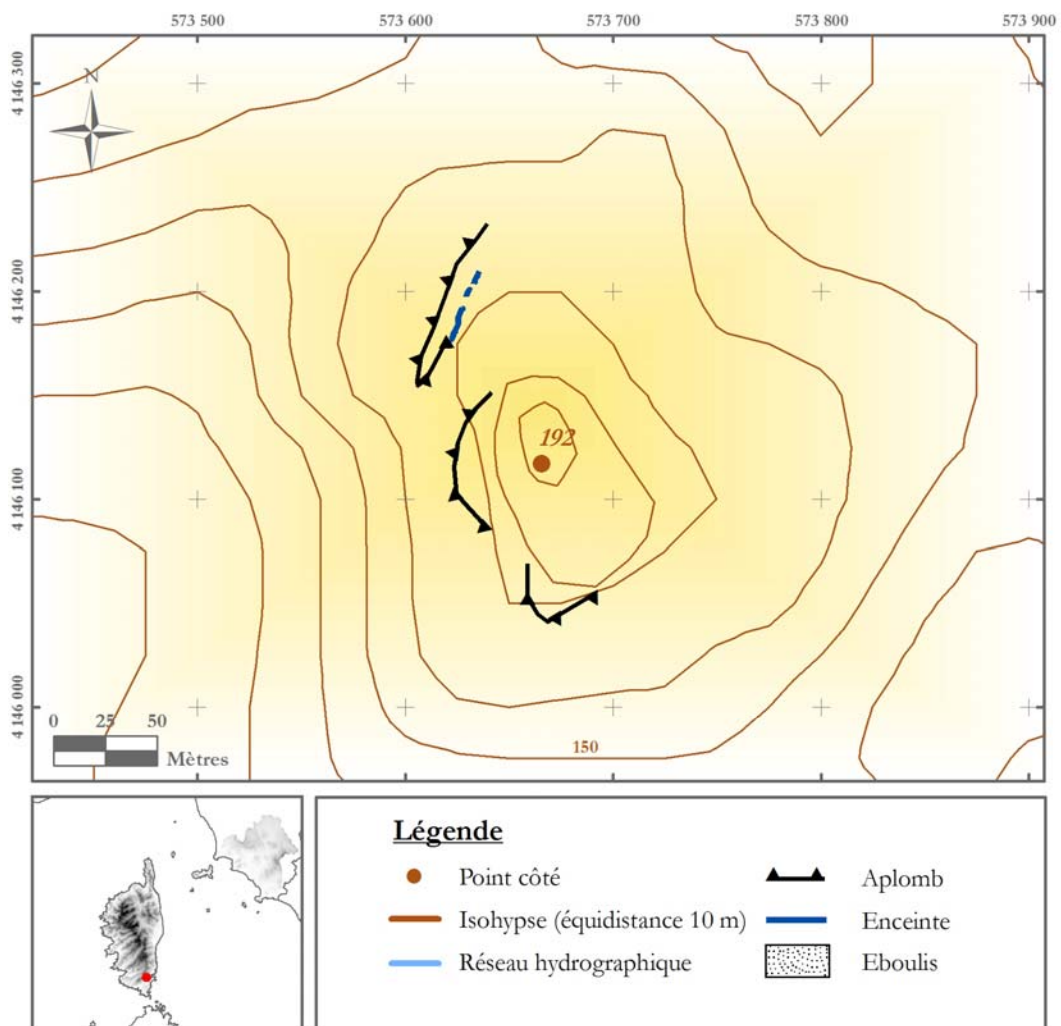 573 500
573 600
573 700
573 800
573 900
4 146 300
4 146 200
4 146 100
4 146 000
N
192
150
0 25 50
Mètres
Légende
Point côté
Isohypse (équidistance 10 m)
Réseau hydrographique
Aplomb
Enceinte
Eboulis